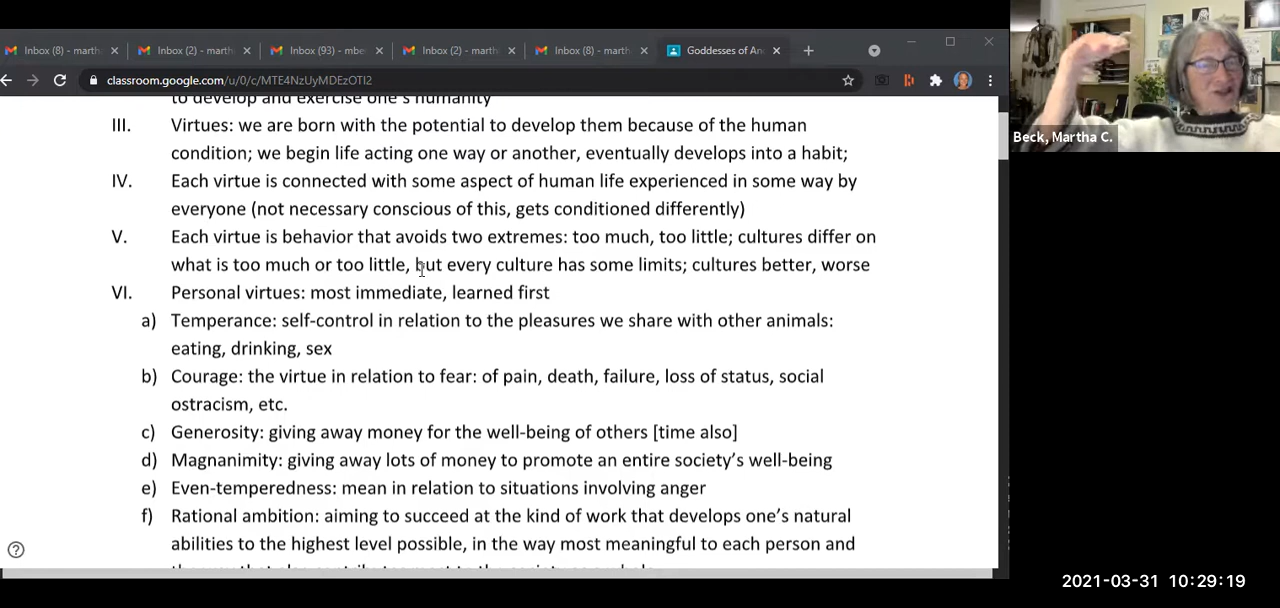 Inbox (8) - marth
Inbox (2) - marth
Inbox (93) - mbe
Inbox (2) - marth
Inbox (8) - marth
Goddesses of An
classroom.google.com/u/0/c/MTE4NzUyMDEzOTI2
Beck, Martha C.
to develop and exercise one's humanity
III. Virtues: we are born with the potential to develop them because of the human
condition; we begin life acting one way or another, eventually develops into a habit;
IV. Each virtue is connected with some aspect of human life experienced in some way by
everyone (not necessary conscious of this, gets conditioned differently)
V. Each virtue is behavior that avoids two extremes: too much, too little; cultures differ on
what is too much or too little, but every culture has some limits; cultures better, worse
VI. Personal virtues: most immediate, learned first
a) Temperance: self-control in relation to the pleasures we share with other animals:
eating, drinking, sex
b) Courage: the virtue in relation to fear: of pain, death, failure, loss of status, social
ostracism, etc.
c) Generosity: giving away money for the well-being of others [time also]
d) Magnanimity: giving away lots of money to promote an entire society's well-being
e) Even-temperedness: mean in relation to situations involving anger
f) Rational ambition: aiming to succeed at the kind of work that develops one's natural
abilities to the highest level possible, in the way most meaningful to each person and
2021-03-31 10:29:19